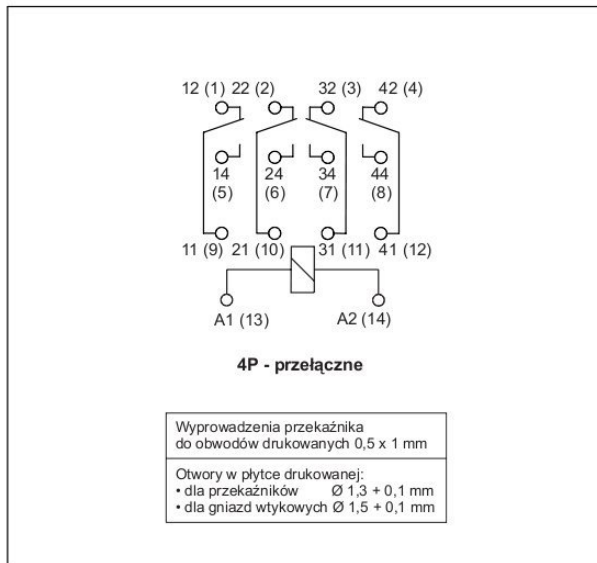 12 (1) 22 (2) 32 (3) 42 (4)
14 24 34 44
(5) (6) (7) (8)
11 (9) 21 (10) 31 (11) 41 (12)
A1 (13) A2 (14)
4P - przełączne
Wyprowadzenia przekaźnika
do obwodów drukowanych 0,5 x 1 mm
Otwory w płytce drukowanej:
• dla przekaźników Ø 1,3 + 0,1 mm
• dla gniazd wtykowych Ø 1,5 + 0,1 mm